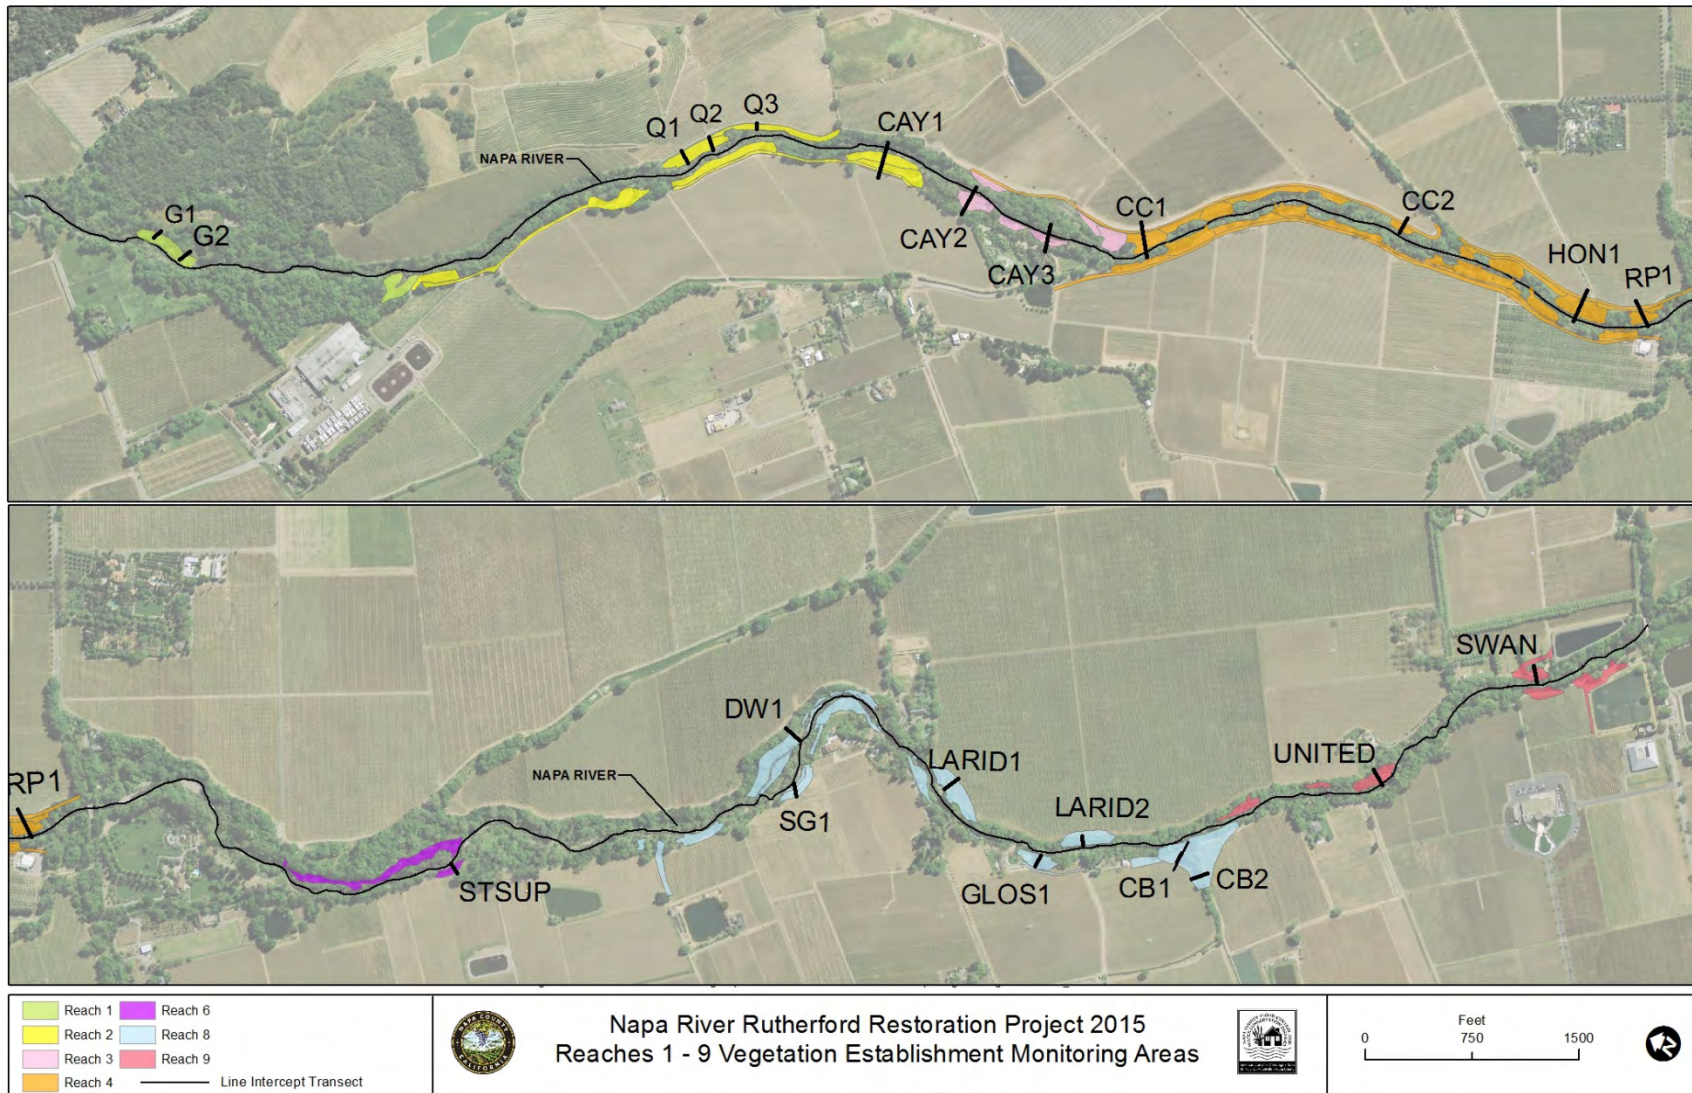 G1
G2
NAPA RIVER
Q1
Q2
Q3
CAY1
CAY2
CAY3
CC1
CC2
HON1
RP1
RP1
STSUP
NAPA RIVER
DW1
SG1
LARID1
GLOS1
LARID2
CB1
CB2
UNITED
SWAN
Reach 1
Reach 2
Reach 3
Reach 4
Reach 6
Reach 8
Reach 9
Line Intercept Transect
NAPA COUNTY
CALIFORNIA
Napa River Rutherford Restoration Project 2015
Reaches 1 - 9 Vegetation Establishment Monitoring Areas
Feet
0 750 1500